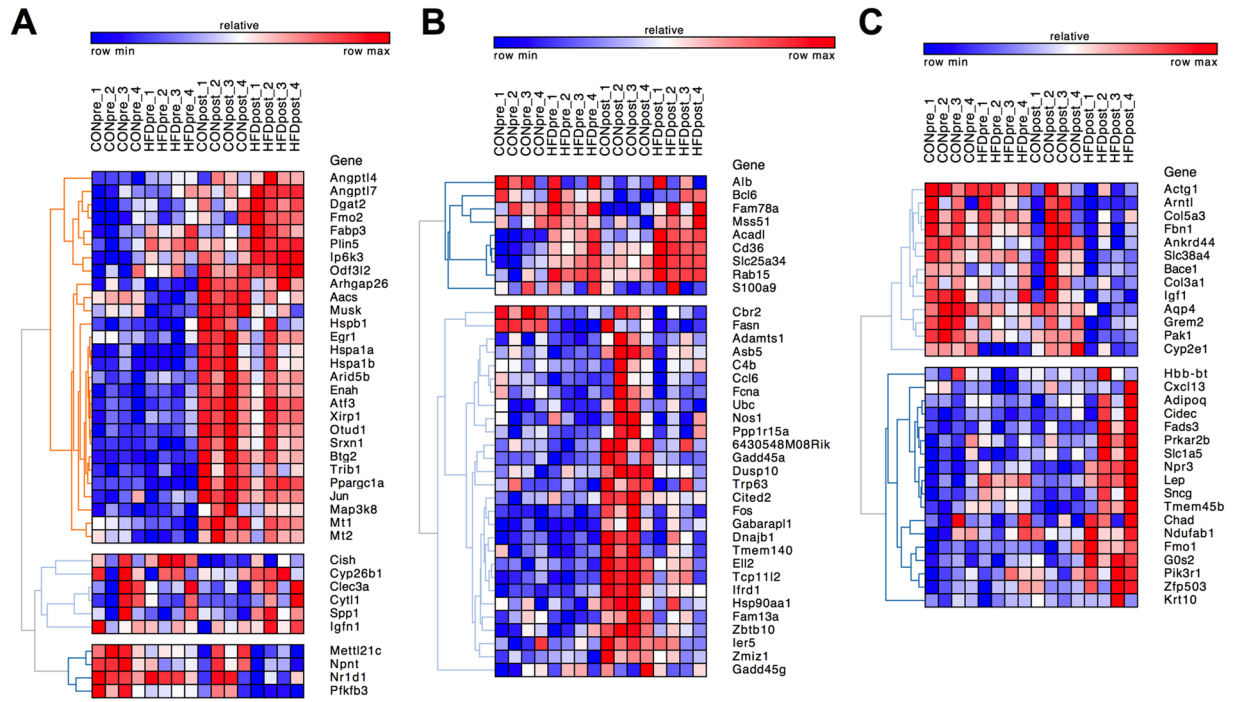 A
relative
row min row max
CONpre_1
CONpre_2
CONpre_3
CONpre_4
HFDpre_1
HFDpre_2
HFDpre_3
HFDpre_4
CONpost_1
CONpost_2
CONpost_3
CONpost_4
HFDpost_1
HFDpost_2
HFDpost_3
HFDpost_4
Gene
Angptl4
Angptl7
Dgat2
Fmo2
Fabp3
Plin5
Ip6k3
Odf3l2
Arhgap26
Aacs
Musk
Hspb1
Egr1
Hspa1a
Hspa1b
Arid5b
Enah
Atf3
Xirp1
Otud1
Srxn1
Btg2
Trib1
Ppargc1a
Jun
Map3k8
Mt1
Mt2
Cish
Cyp26b1
Clec3a
Cytl1
Spp1
Igfn1
Mettl21c
Npnt
Nr1d1
Pfkfb3
B
relative
row min row max
CONpre_1
CONpre_2
CONpre_3
CONpre_4
HFDpre_1
HFDpre_2
HFDpre_3
HFDpre_4
CONpost_1
CONpost_2
CONpost_3
CONpost_4
HFDpost_1
HFDpost_2
HFDpost_3
HFDpost_4
Gene
Alb
Bcl6
Fam78a
Mss51
Acadl
Cd36
Slc25a34
Rab15
S100a9
Cbr2
Fasn
Adamts1
Asb5
C4b
Ccl6
Fcna
Ubc
Nos1
Ppp1r15a
6430548M08Rik
Gadd45a
Dusp10
Trp63
Cited2
Fos
Gabarapl1
Dnajb1
Tmem140
Ell2
Tcp11l2
Ifrd1
Hsp90aa1
Fam13a
Zbtb10
Ier5
Zmiz1
Gadd45g
C
relative
row min row max
CONpre_1
CONpre_2
CONpre_3
CONpre_4
HFDpre_1
HFDpre_2
HFDpre_3
HFDpre_4
CONpost_1
CONpost_2
CONpost_3
CONpost_4
HFDpost_1
HFDpost_2
HFDpost_3
HFDpost_4
Gene
Actg1
Arntl
Col5a3
Fbn1
Ankrd44
Slc38a4
Bace1
Col3a1
Igf1
Aqp4
Grem2
Pak1
Cyp2e1
Hbb-bt
Cxcl13
Adipoq
Cidec
Fads3
Prkar2b
Slc1a5
Npr3
Lep
Sncg
Tmem45b
Chad
Ndufab1
Fmo1
G0s2
Pik3r1
Zfp503
Krt10